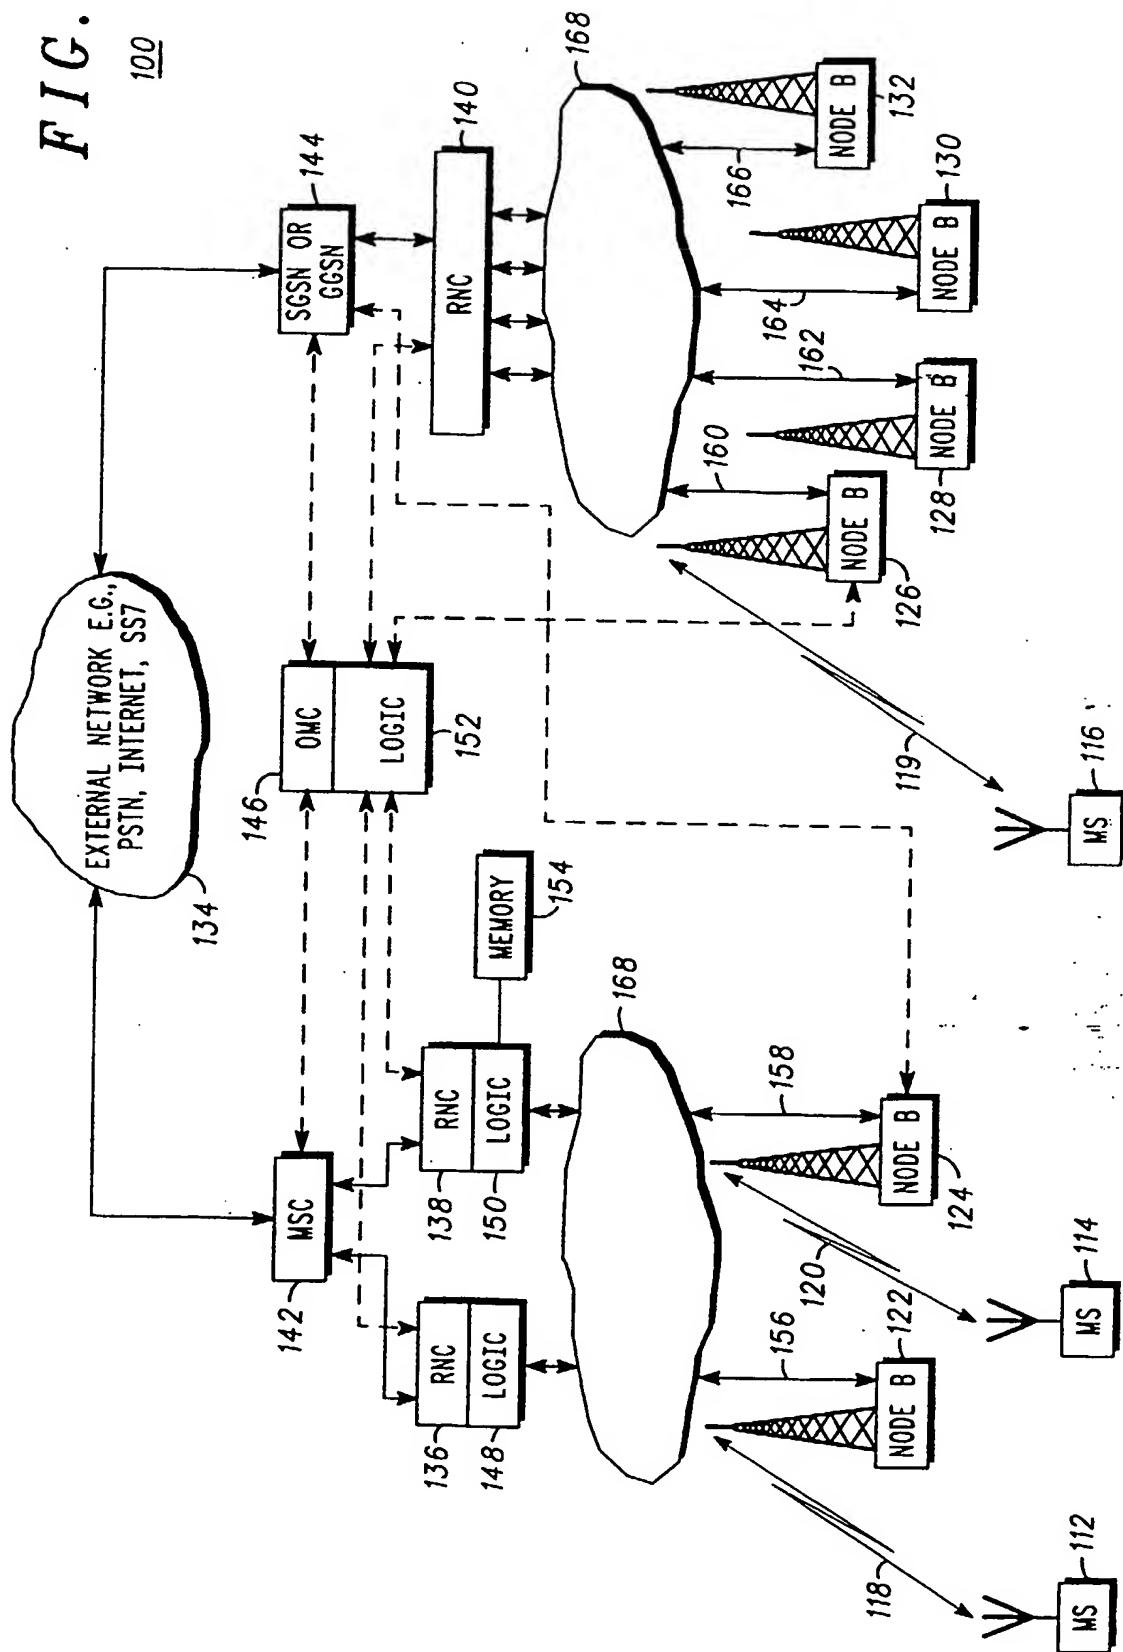 FIG.
100
EXTERNAL NETWORK E.G.,
PSTN, INTERNET, SS7
134
MSC
142
146
OMC
LOGIC
152
SGSN OR
GGSN
144
RNC
136
LOGIC
148
RNC
138
LOGIC
150
MEMORY
154
RNC
140
168
168
156
158
160
162
164
166
NODE B
122
NODE B
124
NODE B
126
NODE B
128
NODE B
130
NODE B
132
118
120
119
MS
112
MS
114
MS
116